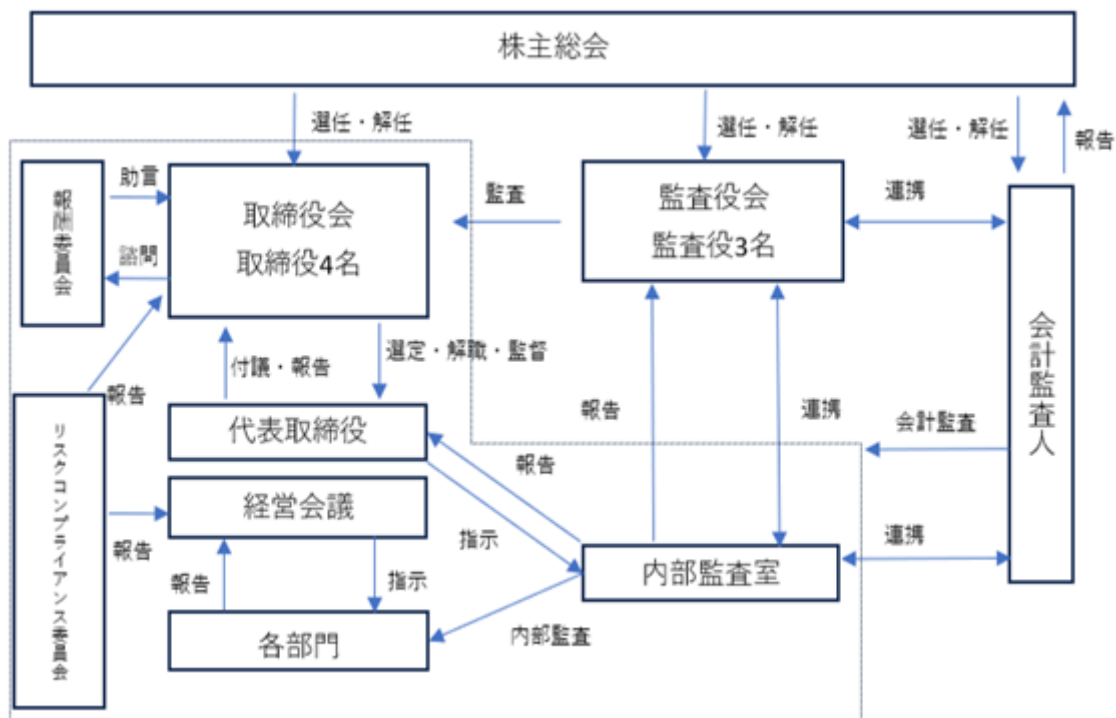 株主総会
選任・解任
選任・解任
選任・解任
報告
報酬委員会
助言
諮問
取締役会
取締役4名
監査
監査役会
監査役3名
連携
会計監査人
付議・報告
選定・解職・監督
報告
リスクコンプライアンス委員会
代表取締役
報告
連携
会計監査
報告
経営会議
報告
指示
連携
内部監査室
報告
指示
各部門
内部監査